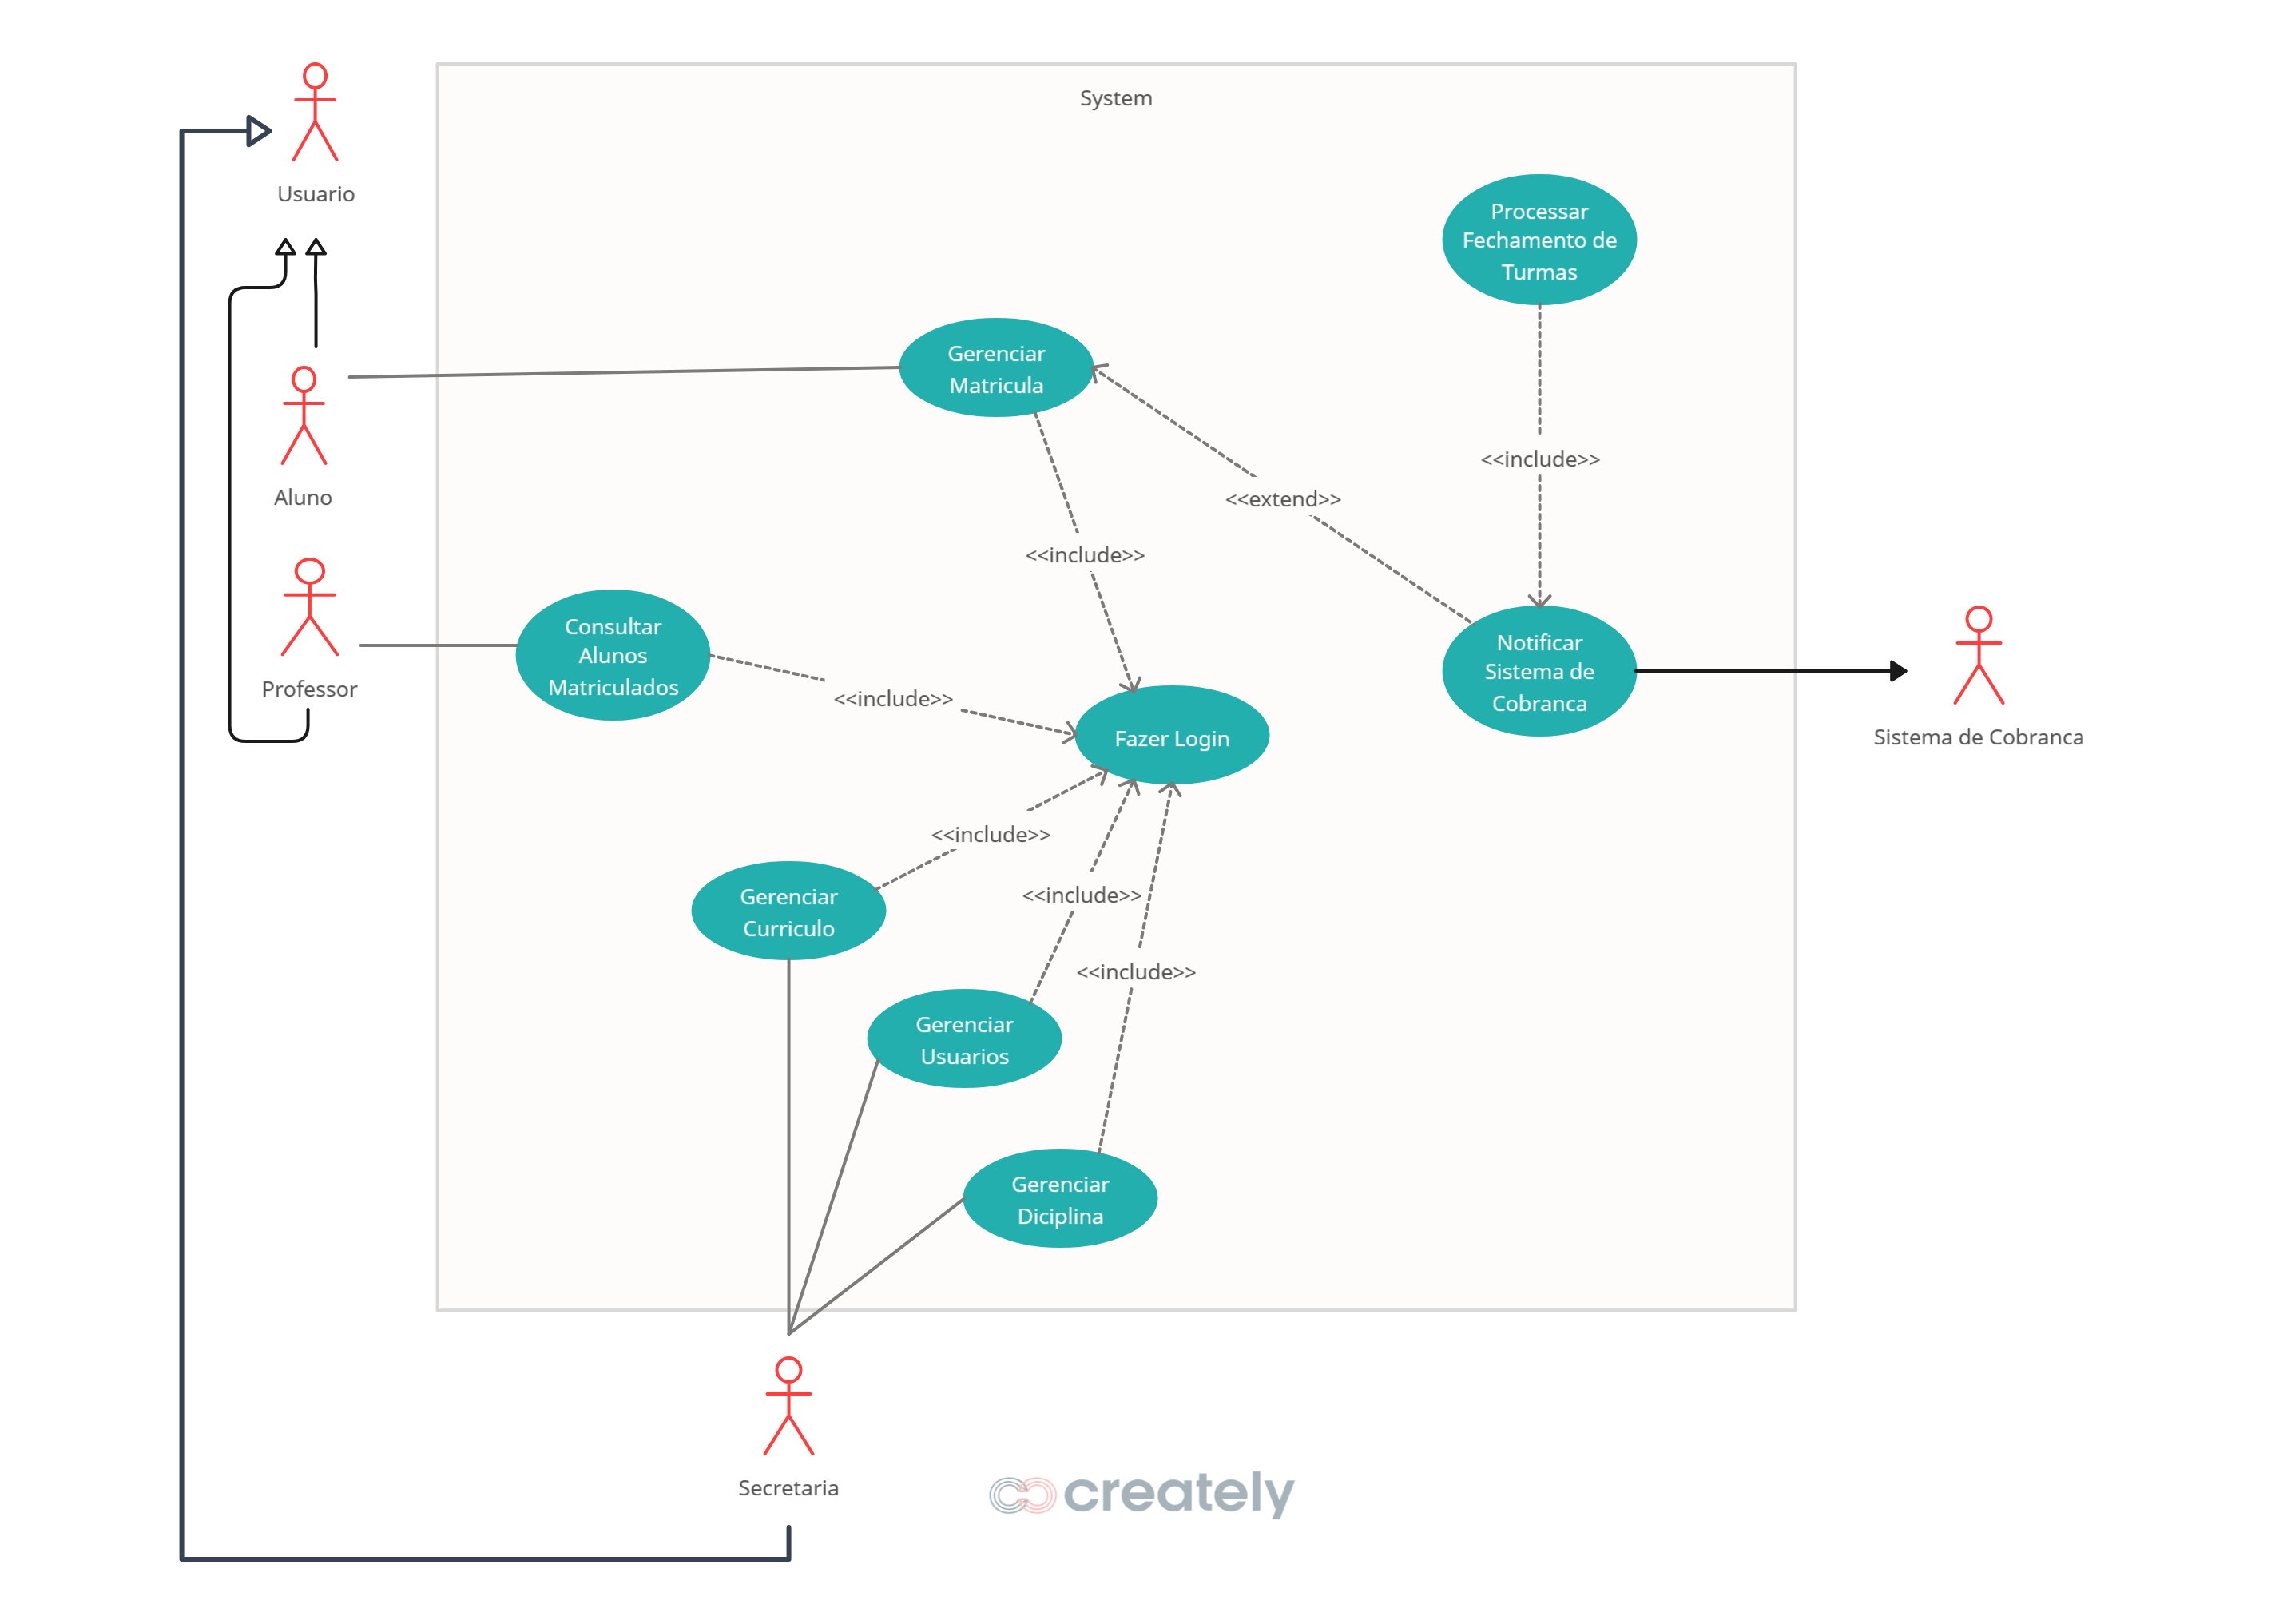 System
Usuario
Processar
Fechamento de
Turmas
Gerenciar
Matricula
<<include>>
<<extend>>
Aluno
<<include>>
Consultar
Alunos
Matriculados
Notificar
Sistema de
Cobranca
Professor
<<include>>
Fazer Login
Sistema de Cobranca
<<include>>
Gerenciar
Curriculo
<<include>>
<<include>>
Gerenciar
Usuarios
Gerenciar
Diciplina
Secretaria
creately